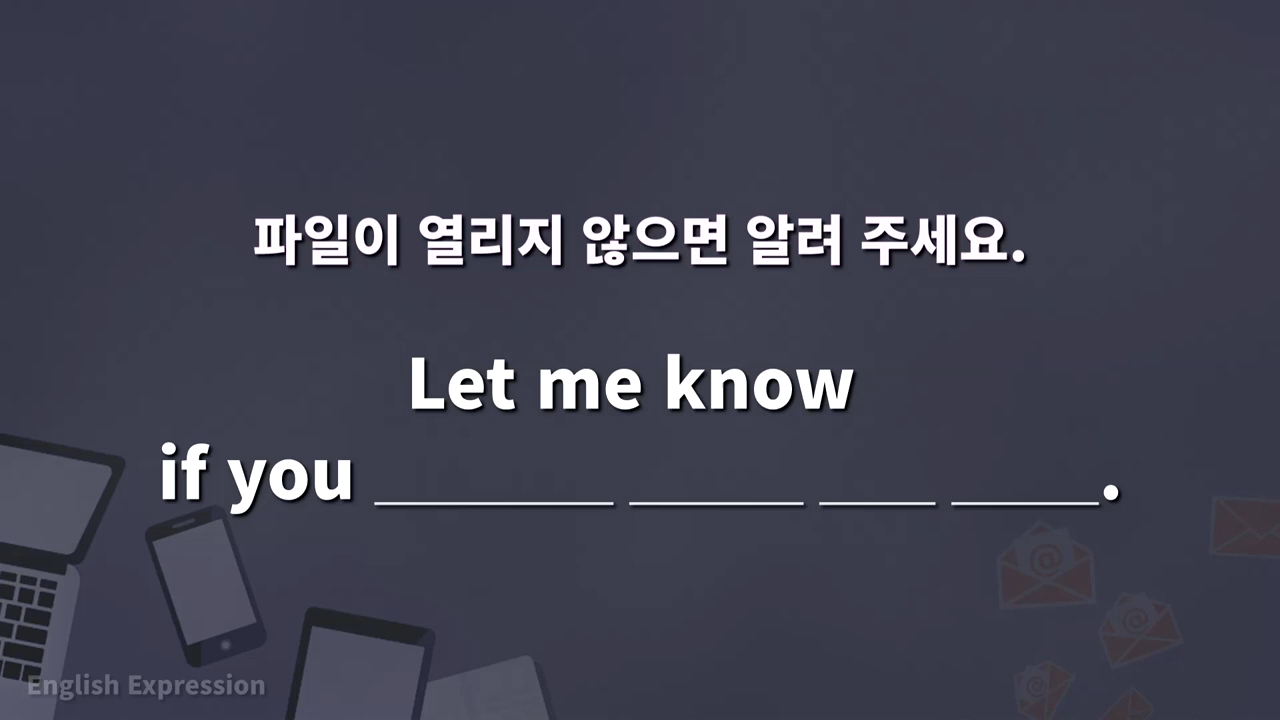 파일이 열리지 않으면 알려 주세요.
Let me know
if you ______ ____ ___ ____.
English Expression